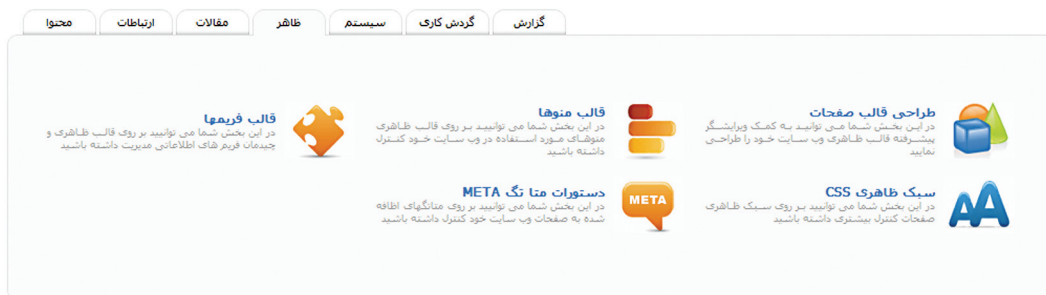 گزارش
گردش کاری
سیستم
ظاهر
مقالات
ارتباطات
محتوا
طراحی قالب صفحات
در این بخش شما می توانید به کمک ویرایشگر
پیشرفته قالب ظاهری وب سایت خود را طراحی
نمایید
قالب منوها
در این بخش شما می توانیید بر روی قالب ظاهری
منوهای مورد استفاده در وب سایت خود کنترل
داشته باشید
قالب فریمها
در این بخش شما می توانیید بر روی قالب ظاهری و
چیدمان فریم های اطلاعاتی مدیریت داشته باشید
سبک ظاهری CSS
در این بخش شما می توانیید بر روی سبک ظاهری
صفحات کنترل بیشتری داشته باشید
AA
دستورات متا تگ META
در این بخش شما می توانیید بر روی متاتگهای اظافه
شده به صفحات وب سایت خود کنترل داشته باشید
META